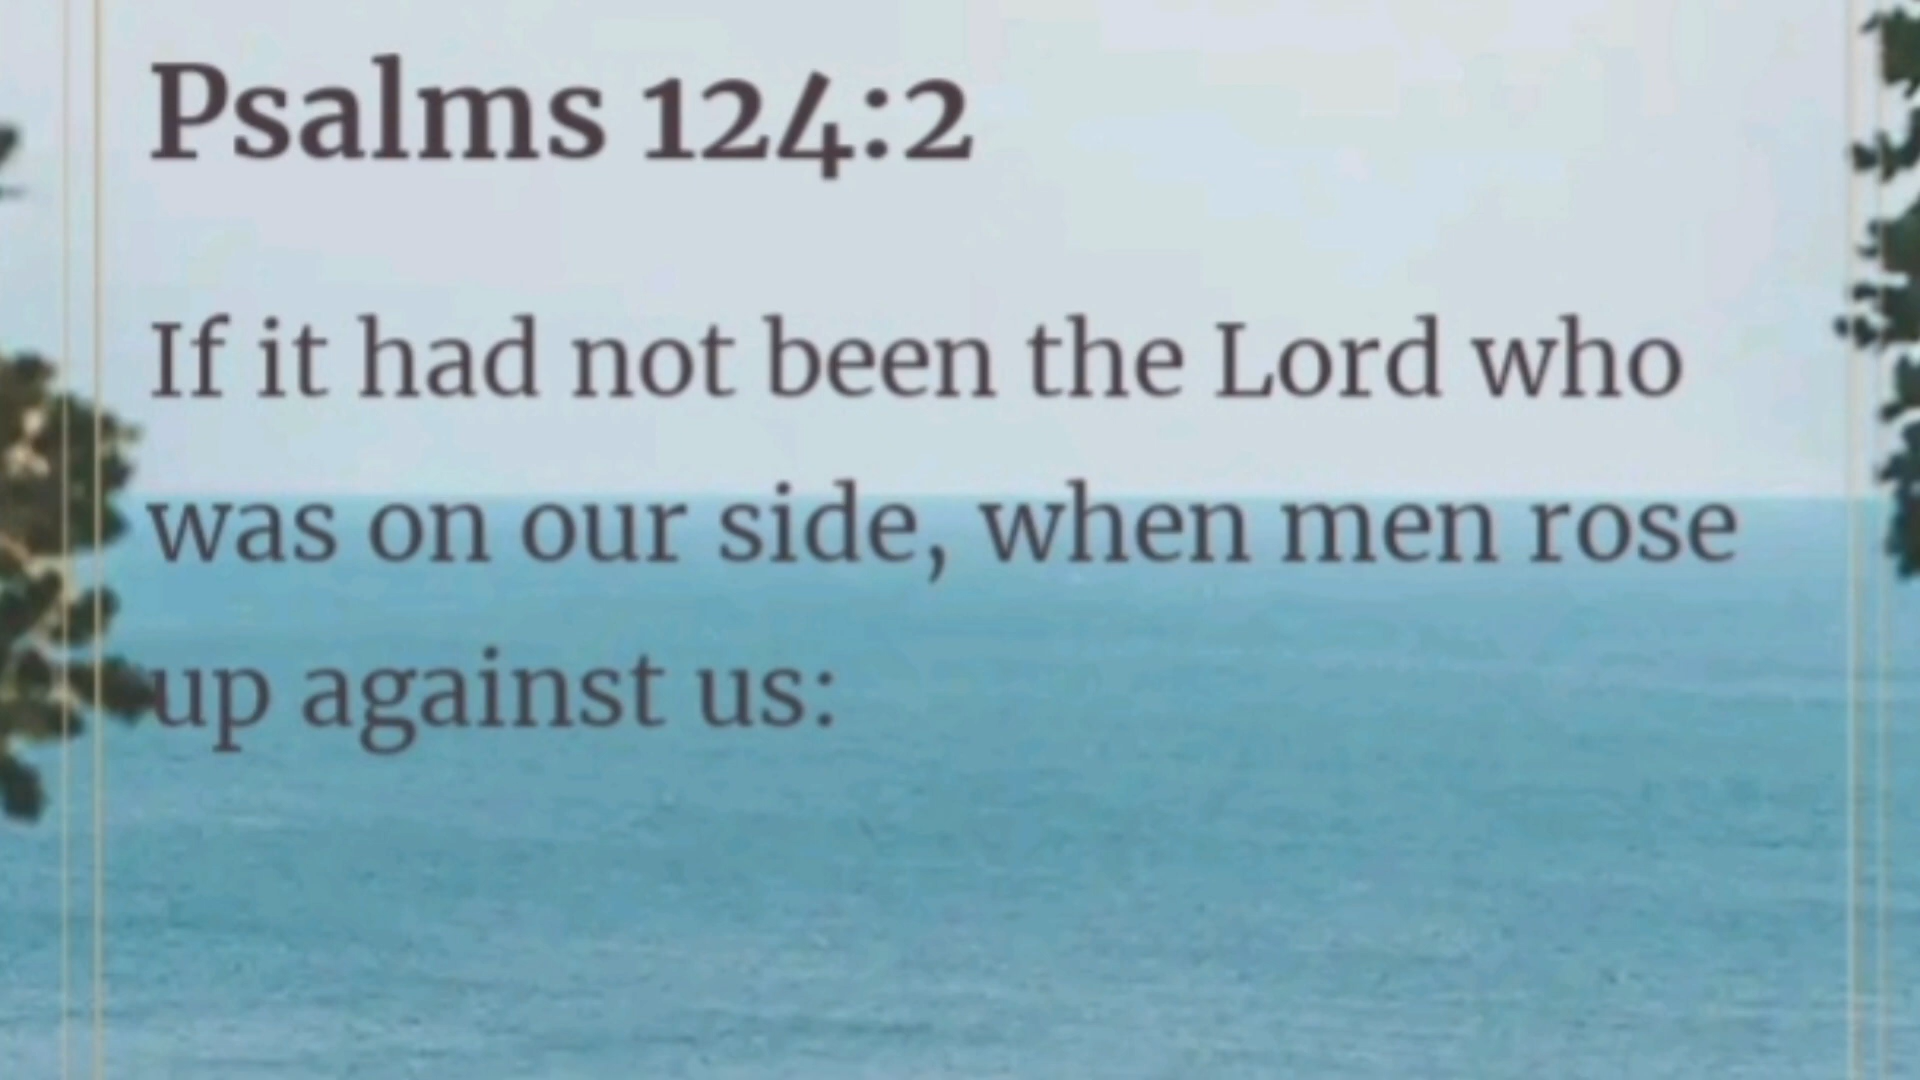 Psalms 124:2
If it had not been the Lord who
was on our side, when men rose
up against us: